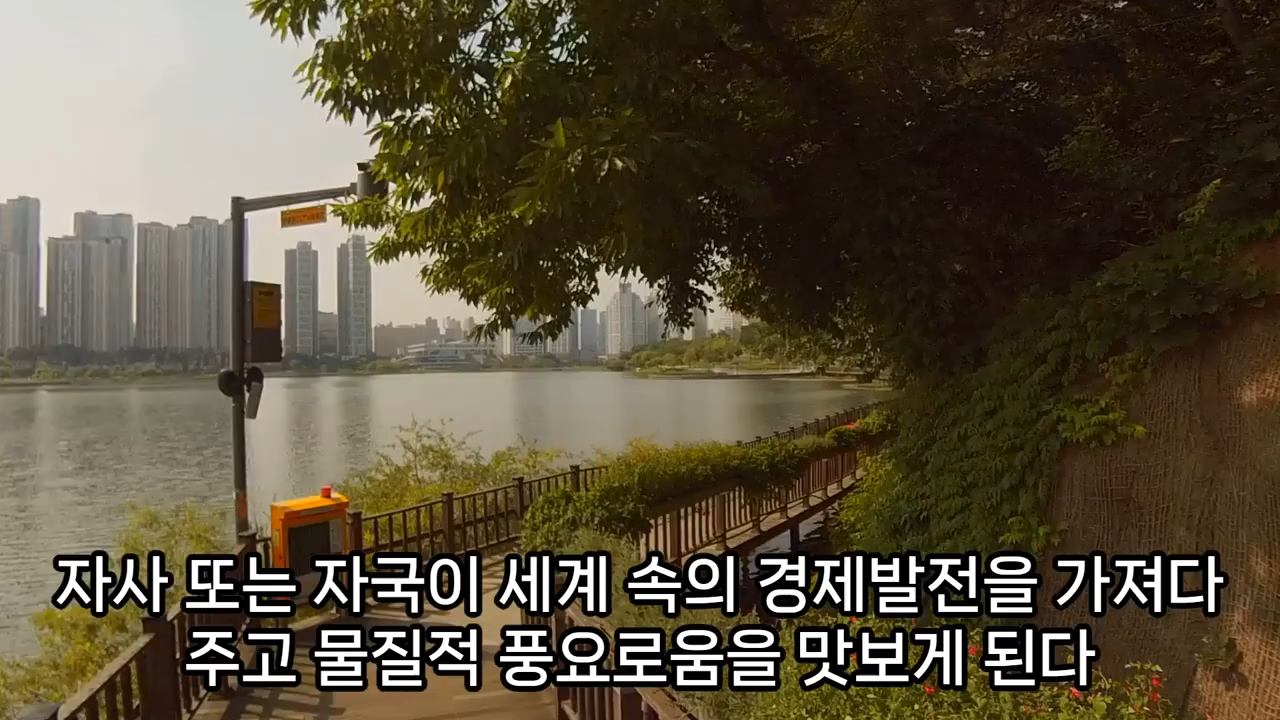 자사 또는 자국이 세계 속의 경제발전을 가져다
주고 물질적 풍요로움을 맛보게 된다